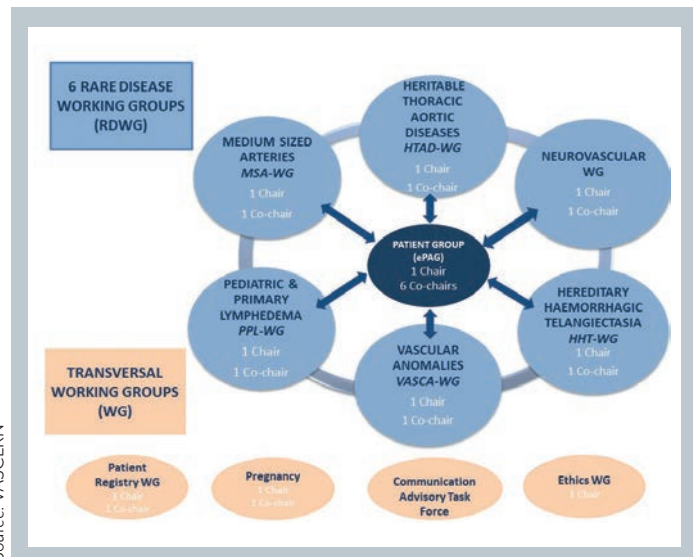 6 RARE DISEASE
WORKING GROUPS
(RDWG)
HERITABLE
THORACIC
AORTIC
DISEASES
HTAD-WG
1 Chair
1 Co-chair
MEDIUM SIZED
ARTERIES
MSA-WG
1 Chair
1 Co-chair
NEUROVASCULAR
WG
1 Chair
1 Co-chair
PATIENT GROUP
(ePAG)
1 Chair
6 Co-chairs
PEDIATRIC &
PRIMARY
LYMPHEDEMA
PPL-WG
1 Chair
1 Co-chair
HEREDITARY
HAEMORRHAGIC
TELANGIECTASIA
HHT-WG
1 Chair
1 Co-chair
VASCULAR
ANOMALIES
VASCA-WG
1 Chair
1 Co-chair
TRANSVERSAL
WORKING GROUPS
(WG)
Patient
Registry WG
1 Chair
1 Co-chair
Pregnancy
1 Chair
1 Co-chair
Communication
Advisory Task
Force
Ethics WG
1 Chair
Source: VASCERN